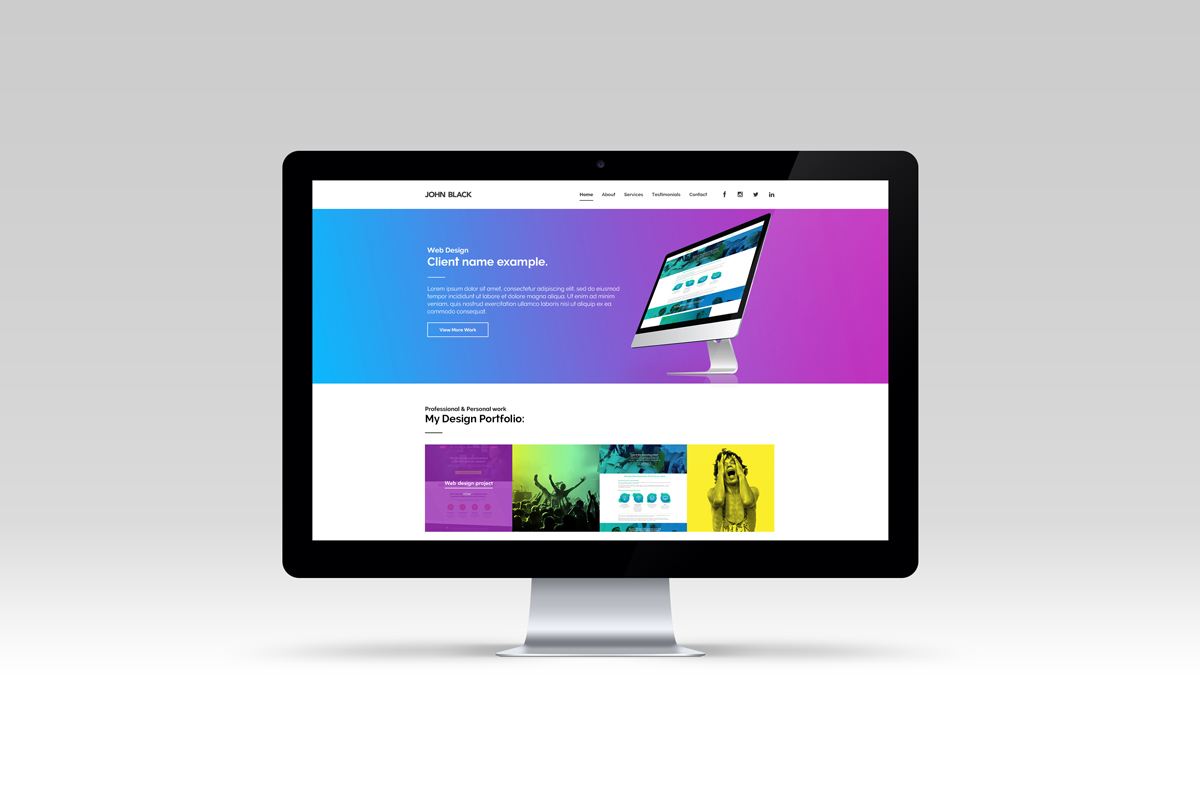 JOHN BLACK
Home About Services Testimonials Contact
Web Design
Client name example.
Lorem ipsum dolor sit amet, consectetur adipiscing elit, sed do eiusmod
tempor incididunt ut labore et dolore magna aliqua. Ut enim ad minim
veniam, quis nostrud exercitation ullamco laboris nisi ut aliquip ex ea
commodo consequat.
View More Work
Professional & Personal work
My Design Portfolio:
Web design project